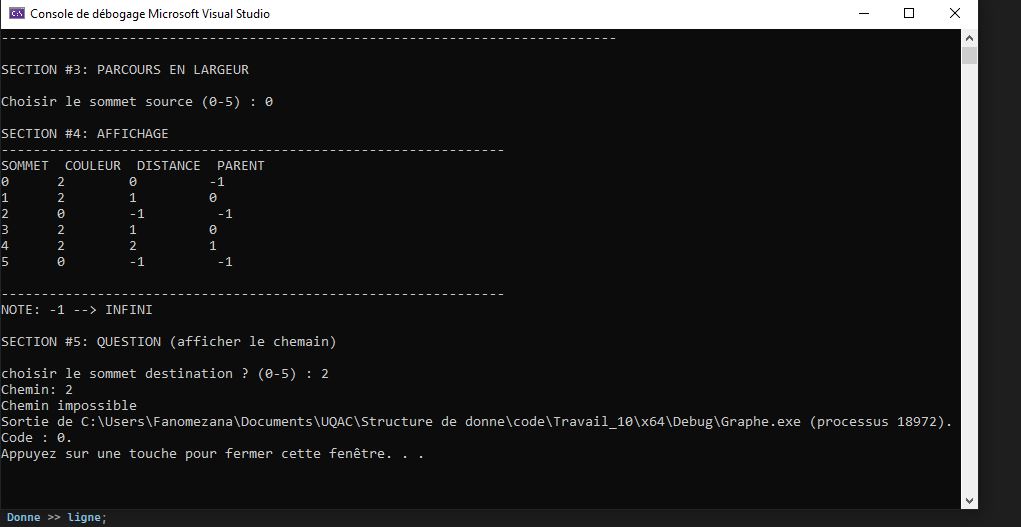 Console de débogage Microsoft Visual Studio
-----------------------------------------------------------------------------
SECTION #3: PARCOURS EN LARGEUR
Choisir le sommet source (0-5) : 0
SECTION #4: AFFICHAGE
---------------------------------------------------------------
SOMMET  COULEUR  DISTANCE  PARENT
0      2        0         -1
1      2        1         0
2      0        -1         -1
3      2        1         0
4      2        2         1
5      0        -1         -1
---------------------------------------------------------------
NOTE: -1 --> INFINI
SECTION #5: QUESTION (afficher le chemain)
choisir le sommet destination ? (0-5) : 2
Chemin: 2
Chemin impossible
Sortie de C:\Users\Fanomezana\Documents\UQAC\Structure de donne\code\Travail_10\x64\Debug\Graphe.exe (processus 18972).
Code : 0.
Appuyez sur une touche pour fermer cette fenêtre. . .
Donne >> ligne;